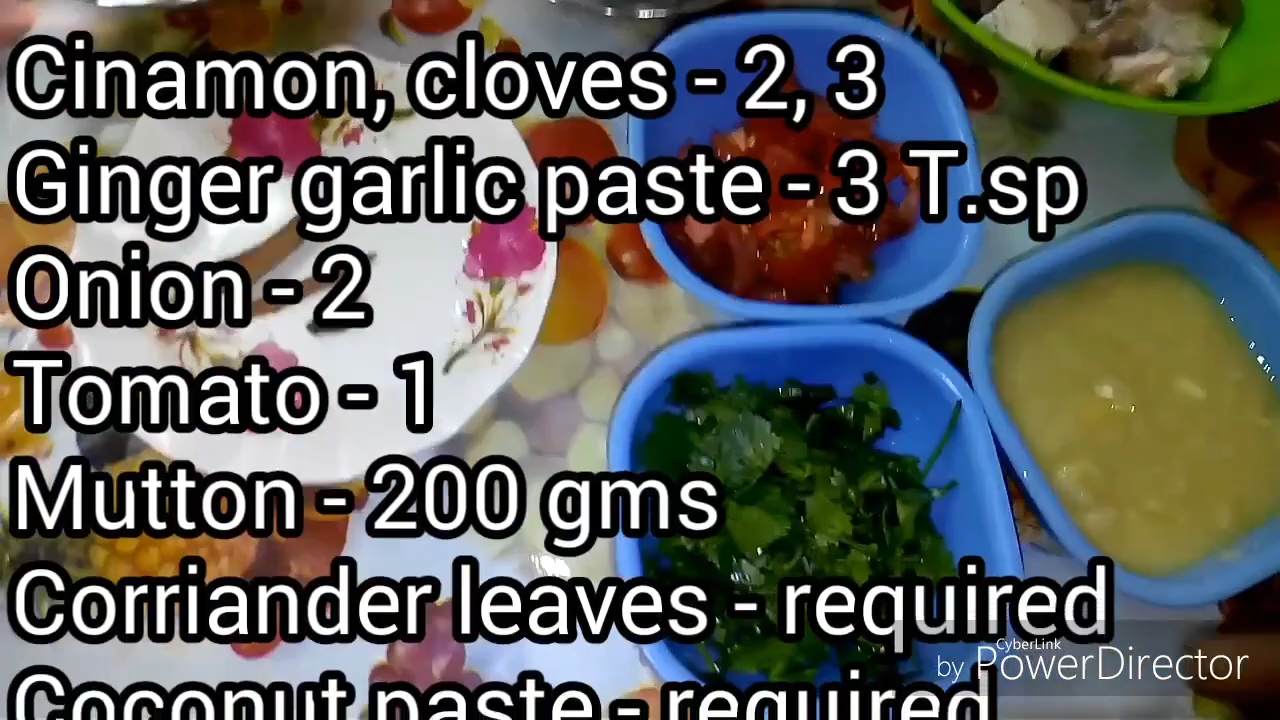 Cinamon, cloves - 2, 3
Ginger garlic paste - 3 T.sp
Onion - 2
Tomato - 1
Mutton - 200 gms
Corriander leaves - required
Coconut paste - required
CyberLink
by PowerDirector